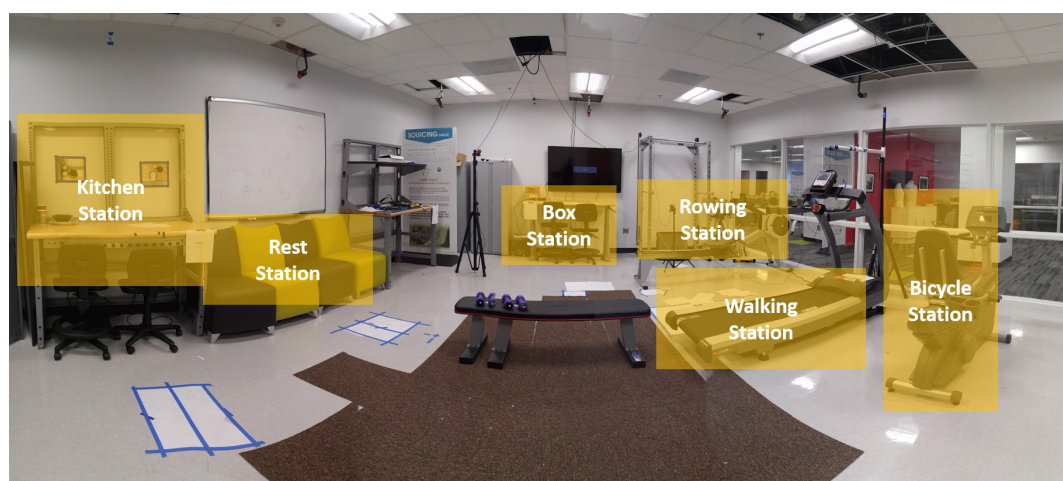 Kitchen
Station
Rest
Station
SOURCING
Box
Station
Rowing
Station
Walking
Station
Bicycle
Station